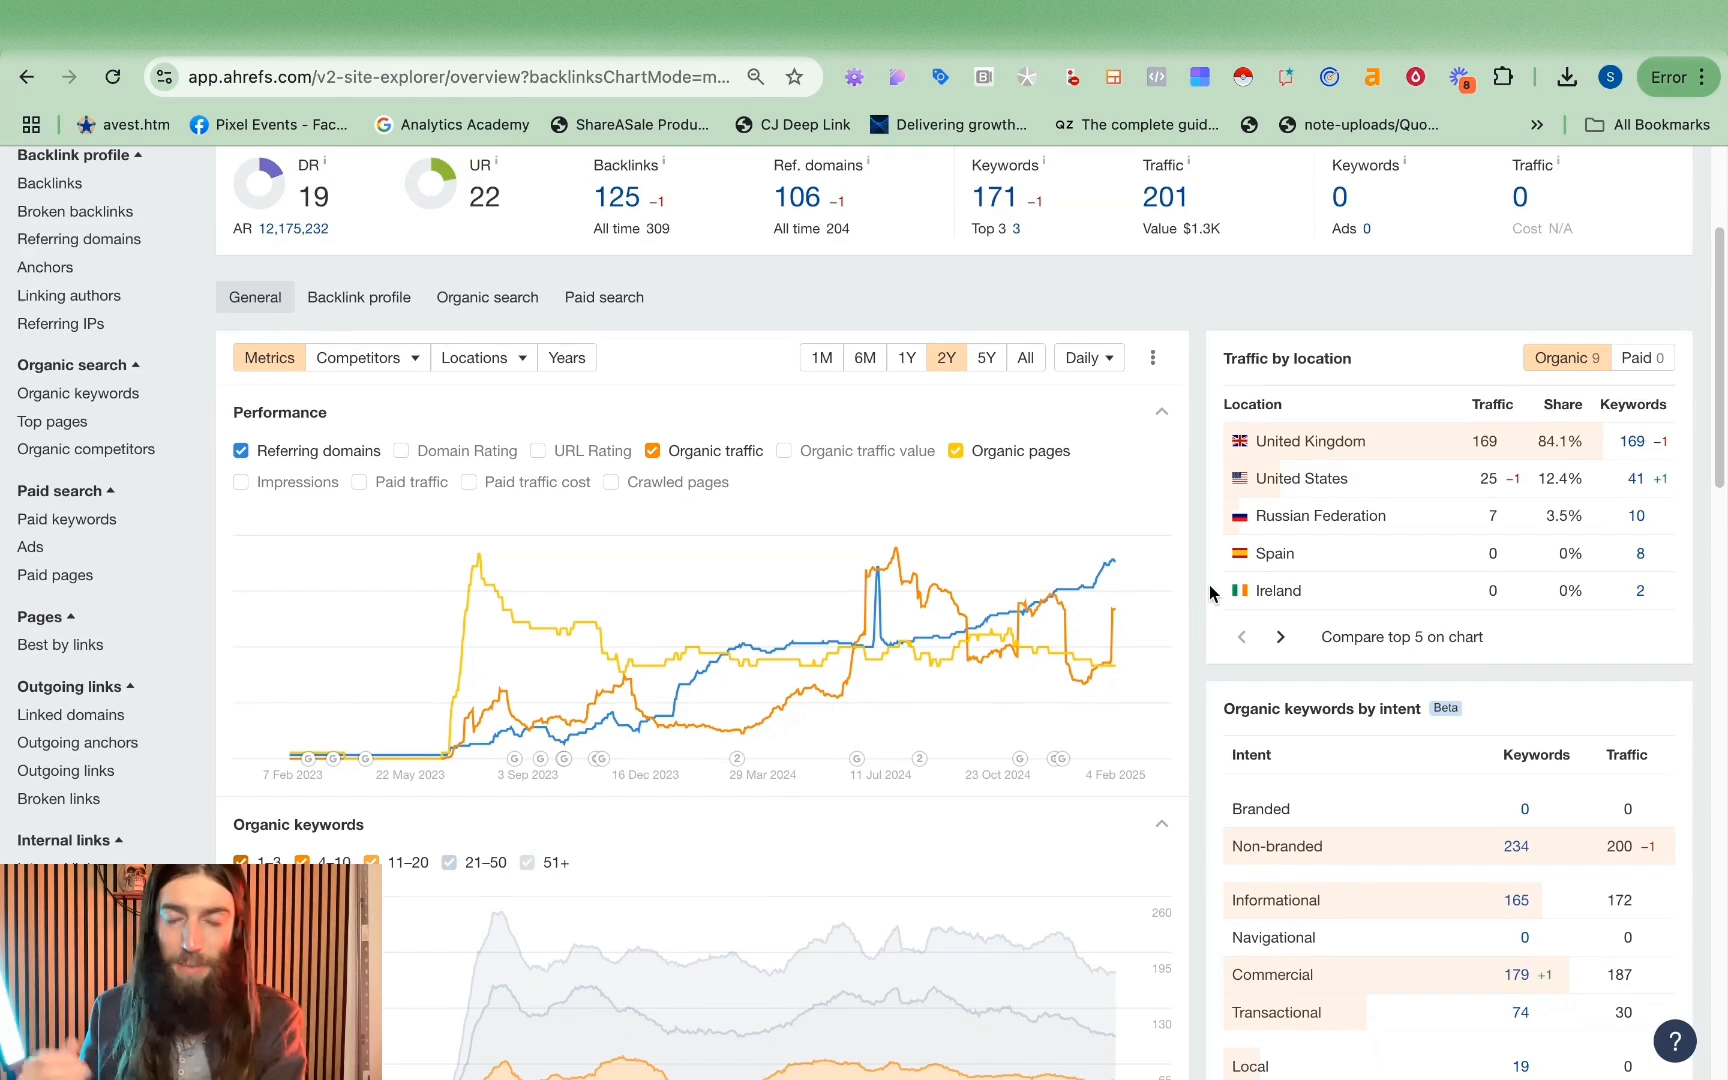 app.ahrefs.com/v2-site-explorer/overview?backlinksChartMode=m...
8
S
Error
avest.htm
Pixel Events - Fac...
Analytics Academy
ShareASale Produ...
CJ Deep Link
Delivering growth...
QZ The complete guid...
note-uploads/Quo...
»
All Bookmarks
Backlink profile
Backlinks
Broken backlinks
Referring domains
Anchors
Linking authors
Referring IPs
Organic search
Organic keywords
Top pages
Organic competitors
Paid search
Paid keywords
Ads
Paid pages
Pages
Best by links
Outgoing links
Linked domains
Outgoing anchors
Outgoing links
Broken links
Internal links
DR i
19
AR 12,175,232
UR i
22
Backlinks i
125 −1
All time 309
Ref. domains i
106 −1
All time 204
Keywords i
171 −1
Top 3 3
Traffic i
201
Value $1.3K
Keywords i
0
Ads 0
Traffic i
0
Cost N/A
General Backlink profile Organic search Paid search
Metrics Competitors Locations Years
1M 6M 1Y 2Y 5Y All Daily
Performance
Referring domains Domain Rating URL Rating Organic traffic Organic traffic value Organic pages
Impressions Paid traffic Paid traffic cost Crawled pages
G G G G G G G 2 G 2 G G
7 Feb 2023 22 May 2023 3 Sep 2023 16 Dec 2023 29 Mar 2024 11 Jul 2024 23 Oct 2024 4 Feb 2025
Organic keywords
1–3 4–10 11–20 21–50 51+
260
195
130
65
Traffic by location
Organic 9 Paid 0
Location Traffic Share Keywords
United Kingdom 169 84.1% 169 −1
United States 25 −1 12.4% 41 +1
Russian Federation 7 3.5% 10
Spain 0 0% 8
Ireland 0 0% 2
Compare top 5 on chart
Organic keywords by intent Beta
Intent Keywords Traffic
Branded 0 0
Non-branded 234 200 −1
Informational 165 172
Navigational 0 0
Commercial 179 +1 187
Transactional 74 30
Local 19 0
?